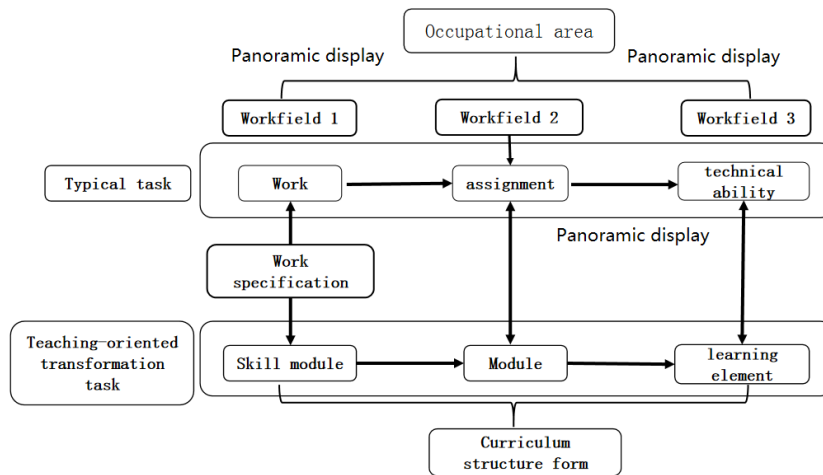 Occupational area
Panoramic display
Panoramic display
Workfield 1
Workfield 2
Workfield 3
Typical task
Work
assignment
technical
ability
Panoramic display
Work
specification
Teaching-oriented
transformation
task
Skill module
Module
learning
element
Curriculum
structure form